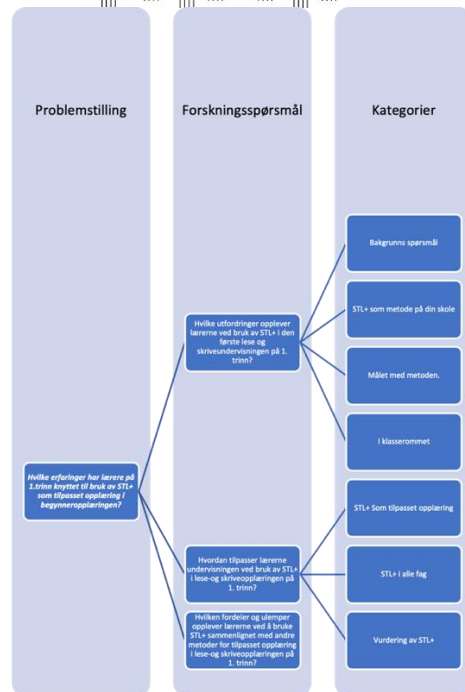 Problemstilling
Forskningsspørsmål
Kategorier
Hvilke erfaringer har lærere på
1.trinn knyttet til bruk av STL+
som tilpasset opplæring i
begynneropplæringen?
Hvilke utfordringer opplever
lærerne ved bruk av STL+ i den
første lese og
skriveundervisningen på 1.
trinn?
Hvordan tilpasser lærerne
undervisningen ved bruk av STL+
i lese-og skriveopplæringen på
1. trinn?
Hvilken fordeler og ulemper
opplever lærerne ved å bruke
STL+ sammenlignet med andre
metoder for tilpasset opplæring
i lese-og skriveopplæringen på
1. trinn?
Bakgrunns spørsmål
STL+ som metode på din skole
Målet med metoden.
I klasserommet
STL+ Som tilpasset opplæring
STL+ i alle fag
Vurdering av STL+